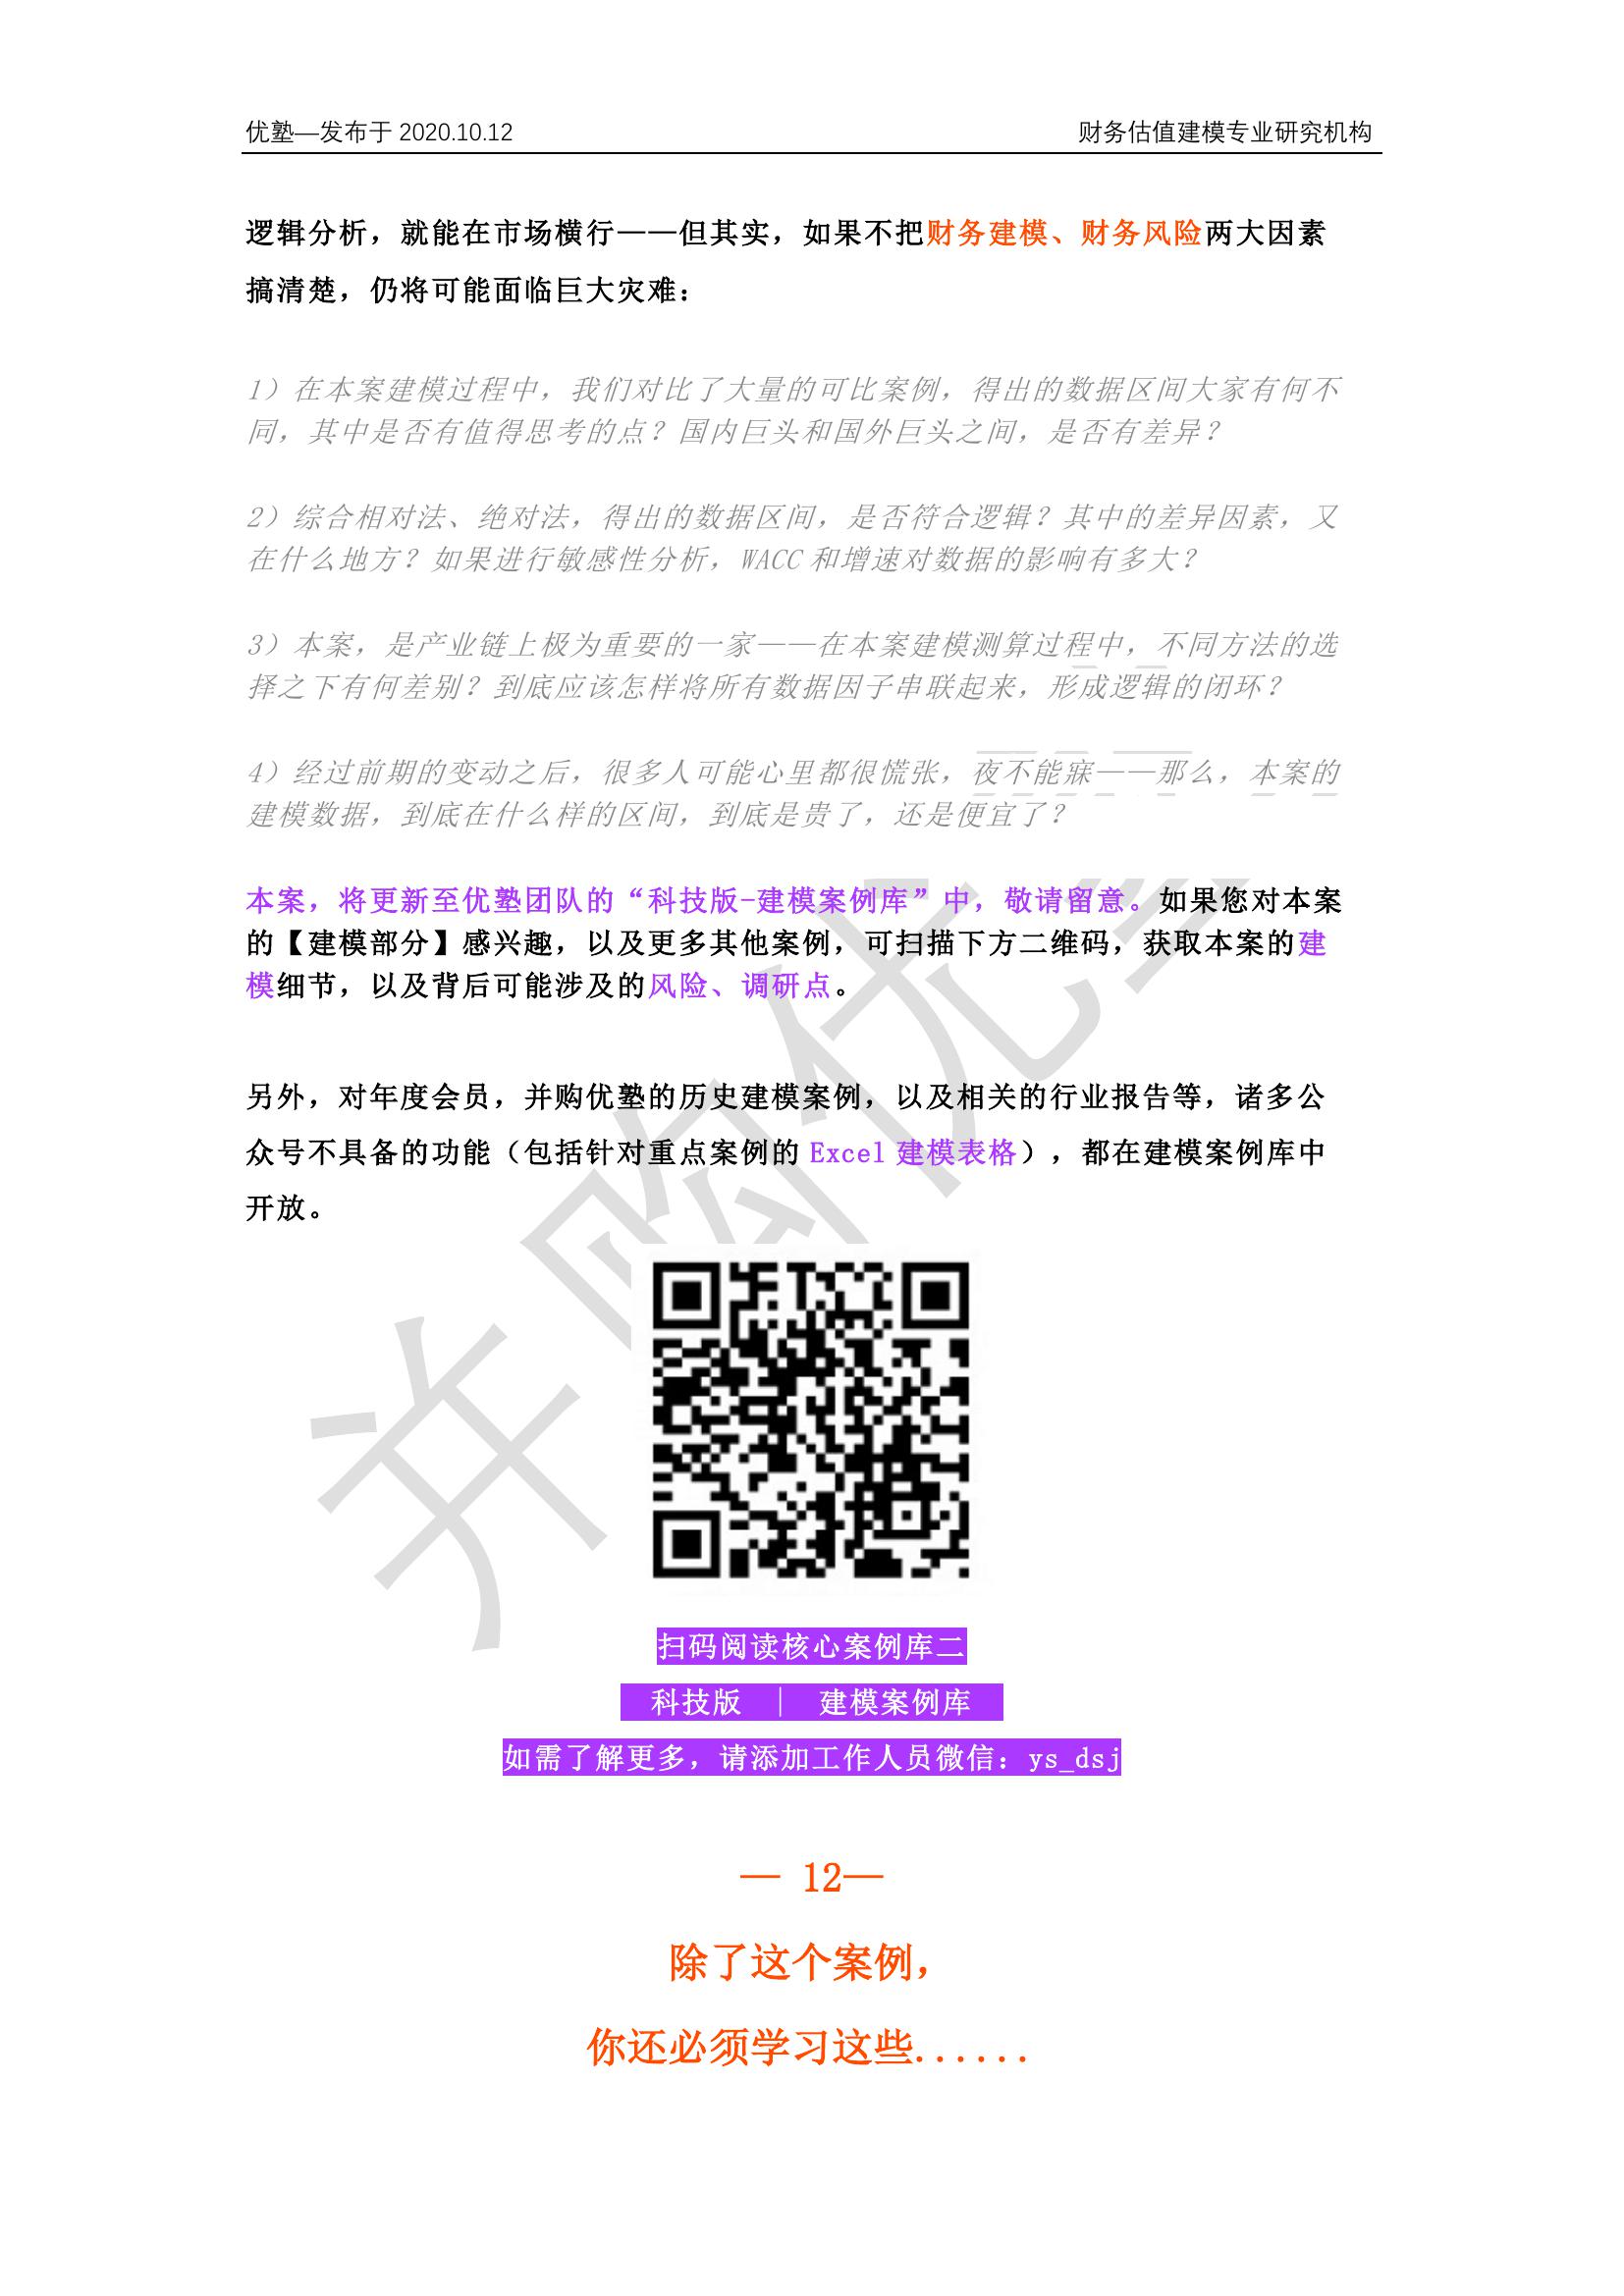 优塾—发布于 2020.10.12 财务估值建模专业研究机构
逻辑分析，就能在市场横行——但其实，如果不把财务建模、财务风险两大因素
搞清楚，仍将可能面临巨大灾难：
1）在本案建模过程中，我们对比了大量的可比案例，得出的数据区间大家有何不
同，其中是否有值得思考的点？国内巨头和国外巨头之间，是否有差异？
2）综合相对法、绝对法，得出的数据区间，是否符合逻辑？其中的差异因素，又
在什么地方？如果进行敏感性分析，WACC 和增速对数据的影响有多大？
3）本案，是产业链上极为重要的一家——在本案建模测算过程中，不同方法的选
择之下有何差别？到底应该怎样将所有数据因子串联起来，形成逻辑的闭环？
4）经过前期的变动之后，很多人可能心里都很慌张，夜不能寐——那么，本案的
建模数据，到底在什么样的区间，到底是贵了，还是便宜了？
本案，将更新至优塾团队的“科技版-建模案例库”中，敬请留意。如果您对本案
的【建模部分】感兴趣，以及更多其他案例，可扫描下方二维码，获取本案的建
模细节，以及背后可能涉及的风险、调研点。
另外，对年度会员，并购优塾的历史建模案例，以及相关的行业报告等，诸多公
众号不具备的功能（包括针对重点案例的 Excel 建模表格），都在建模案例库中
开放。
并购优塾
扫码阅读核心案例库二
科技版 ｜ 建模案例库
如需了解更多，请添加工作人员微信：ys_dsj
— 12—
除了这个案例，
你还必须学习这些......